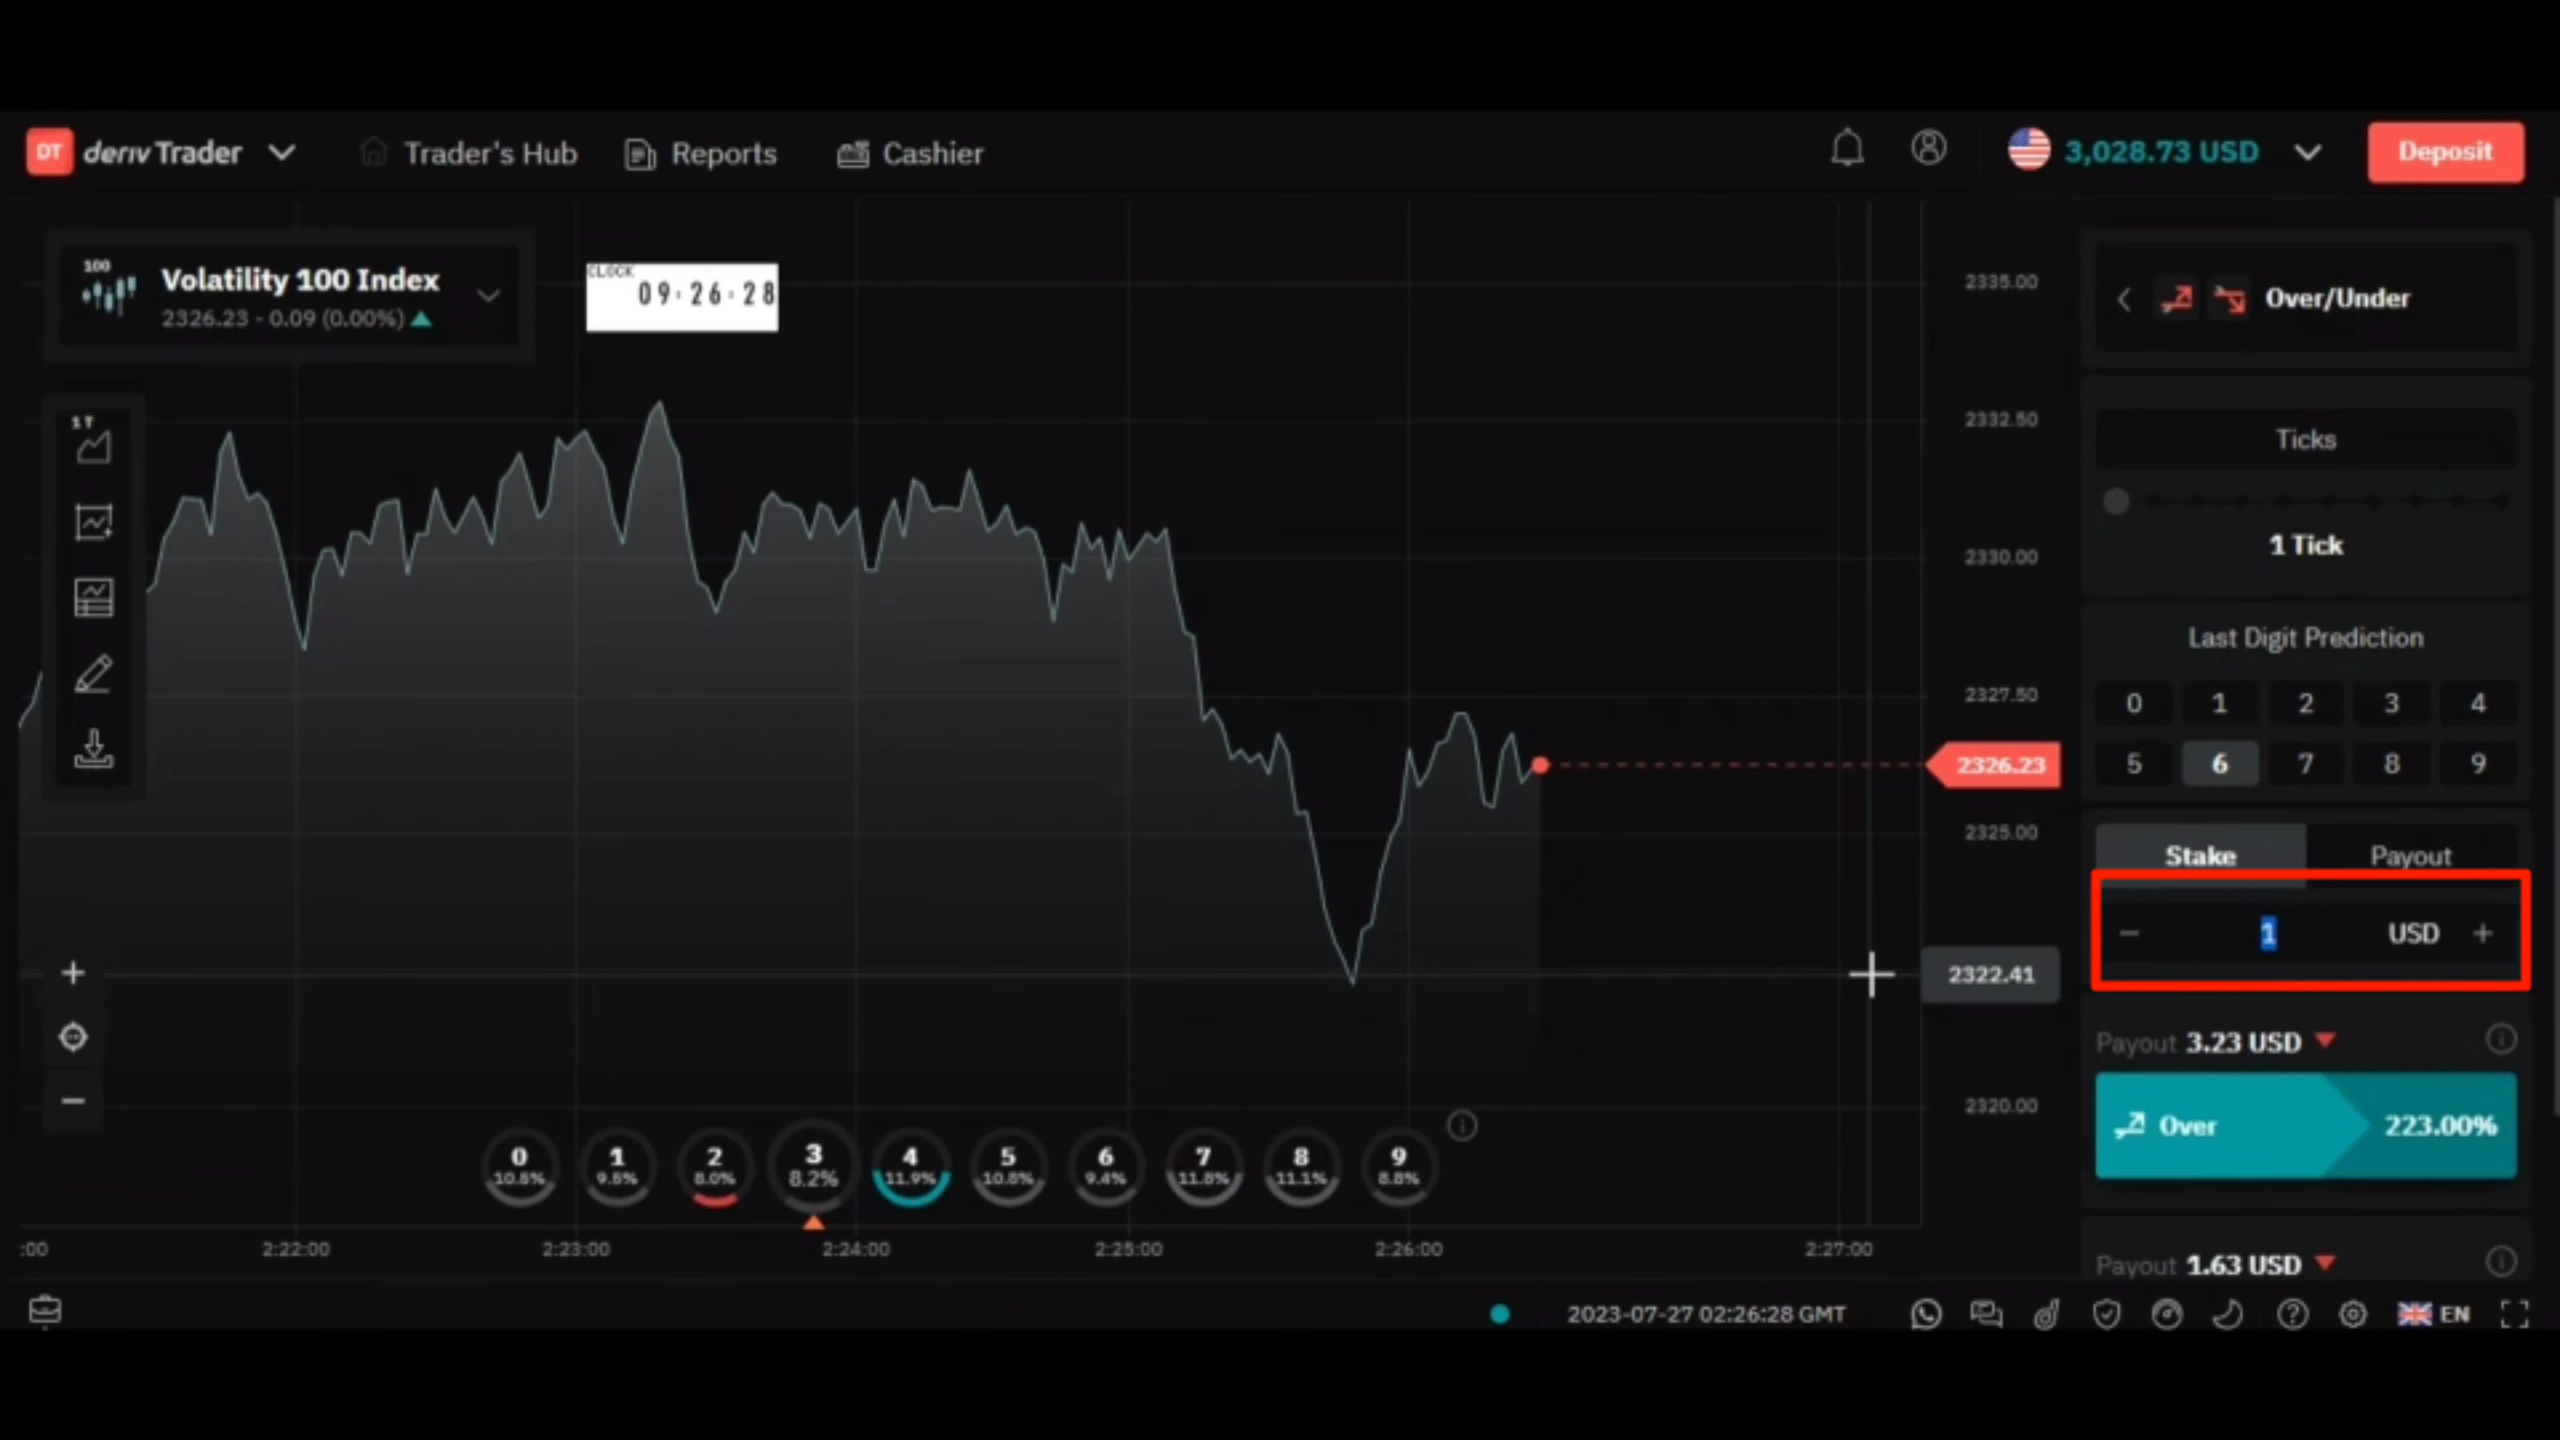 DT deriv Trader Trader's Hub Reports Cashier 3,028.73 USD Deposit
100
Volatility 100 Index
2326.23 - 0.09 (0.00%)
CLOCK
09:26:28
1T
2335.00
2332.50
2330.00
2327.50
2326.23
2325.00
2322.41
2320.00
Over/Under
Ticks
1 Tick
Last Digit Prediction
0 1 2 3 4
5 6 7 8 9
Stake Payout
− 1 USD +
Payout 3.23 USD
Over 223.00%
Payout 1.63 USD
0 1 2 3 4 5 6 7 8 9
10.8% 9.6% 8.0% 8.2% 11.9% 10.8% 9.4% 11.8% 11.1% 8.8%
:00 2:22:00 2:23:00 2:24:00 2:25:00 2:26:00 2:27:00
2023-07-27 02:26:28 GMT EN